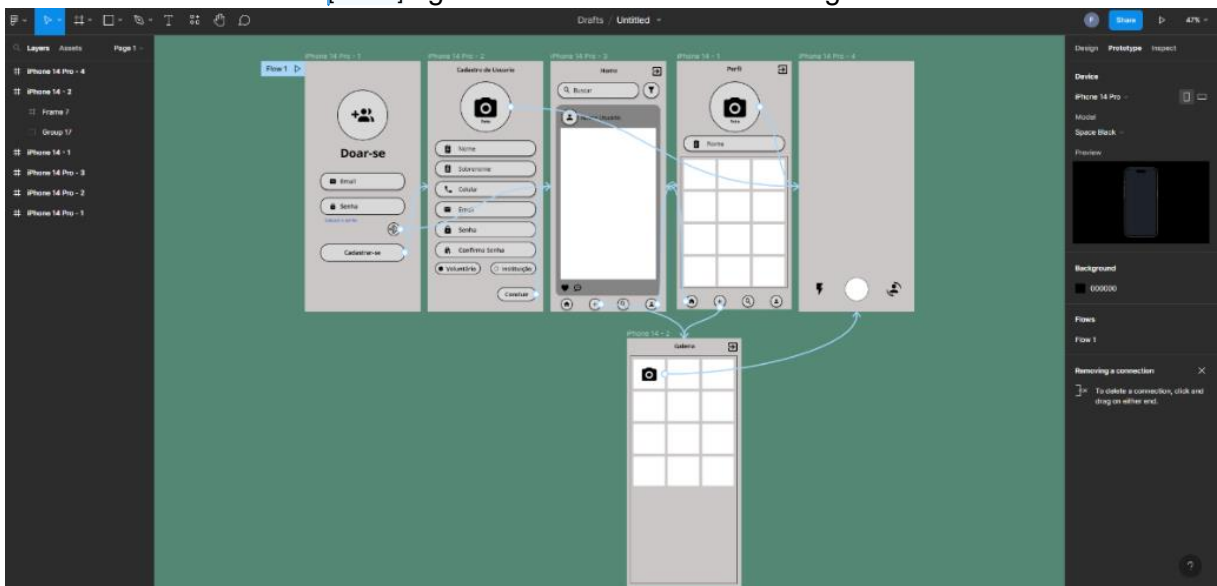 Drafts / Untitled
Share
47%
Layers
Assets
Page 1
iPhone 14 Pro - 4
iPhone 14 - 2
Frame 7
Group 17
iPhone 14 - 1
iPhone 14 Pro - 3
iPhone 14 Pro - 2
iPhone 14 Pro - 1
Flow 1
iPhone 14 Pro - 1
Doar-se
Email
Senha
Cadastrar-se
iPhone 14 Pro - 2
Cadastro de Usuario
Foto
Nome
Sobrenome
Celular
Email
Senha
Confirma Senha
Voluntário
Instituição
Concluir
iPhone 14 Pro - 3
Home
Buscar
iPhone 14 - 1
Perfil
Foto
Nome
iPhone 14 Pro - 4
iPhone 14 - 2
Galeria
Design
Prototype
Inspect
Device
iPhone 14 Pro
Model
Space Black
Preview
Background
000000
Flows
Flow 1
Removing a connection
To delete a connection, click and
drag on either end.
?